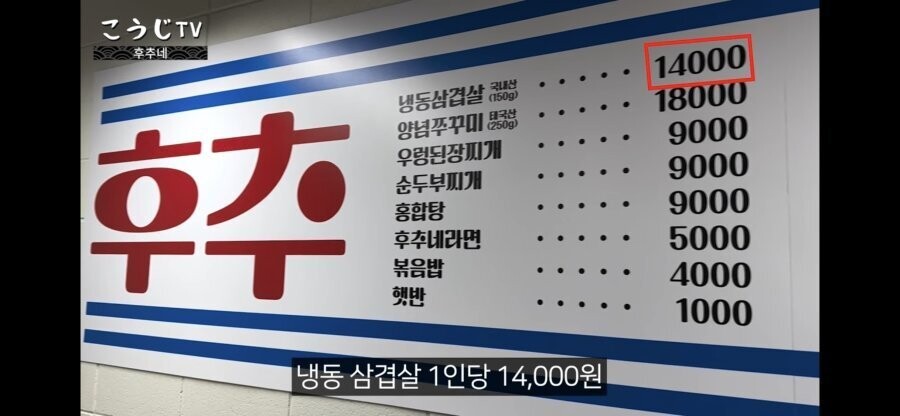 こうじTV
후추네
후추
냉동삼겹살 국내산 (150g) ····· 14000
양념쭈꾸미 태국산 (250g) ····· 18000
우렁된장찌개 ····· 9000
순두부찌개 ····· 9000
홍합탕 ····· 9000
후추네라면 ····· 5000
볶음밥 ····· 4000
햇반 ····· 1000
냉동 삼겹살 1인당 14,000원